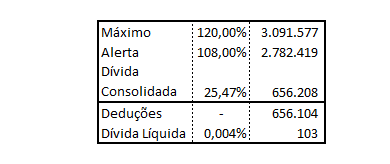 Máximo 120,00% 3.091.577
Alerta 108,00% 2.782.419
Dívida
Consolidada 25,47% 656.208
Deduções - 656.104
Dívida Líquida 0,004% 103